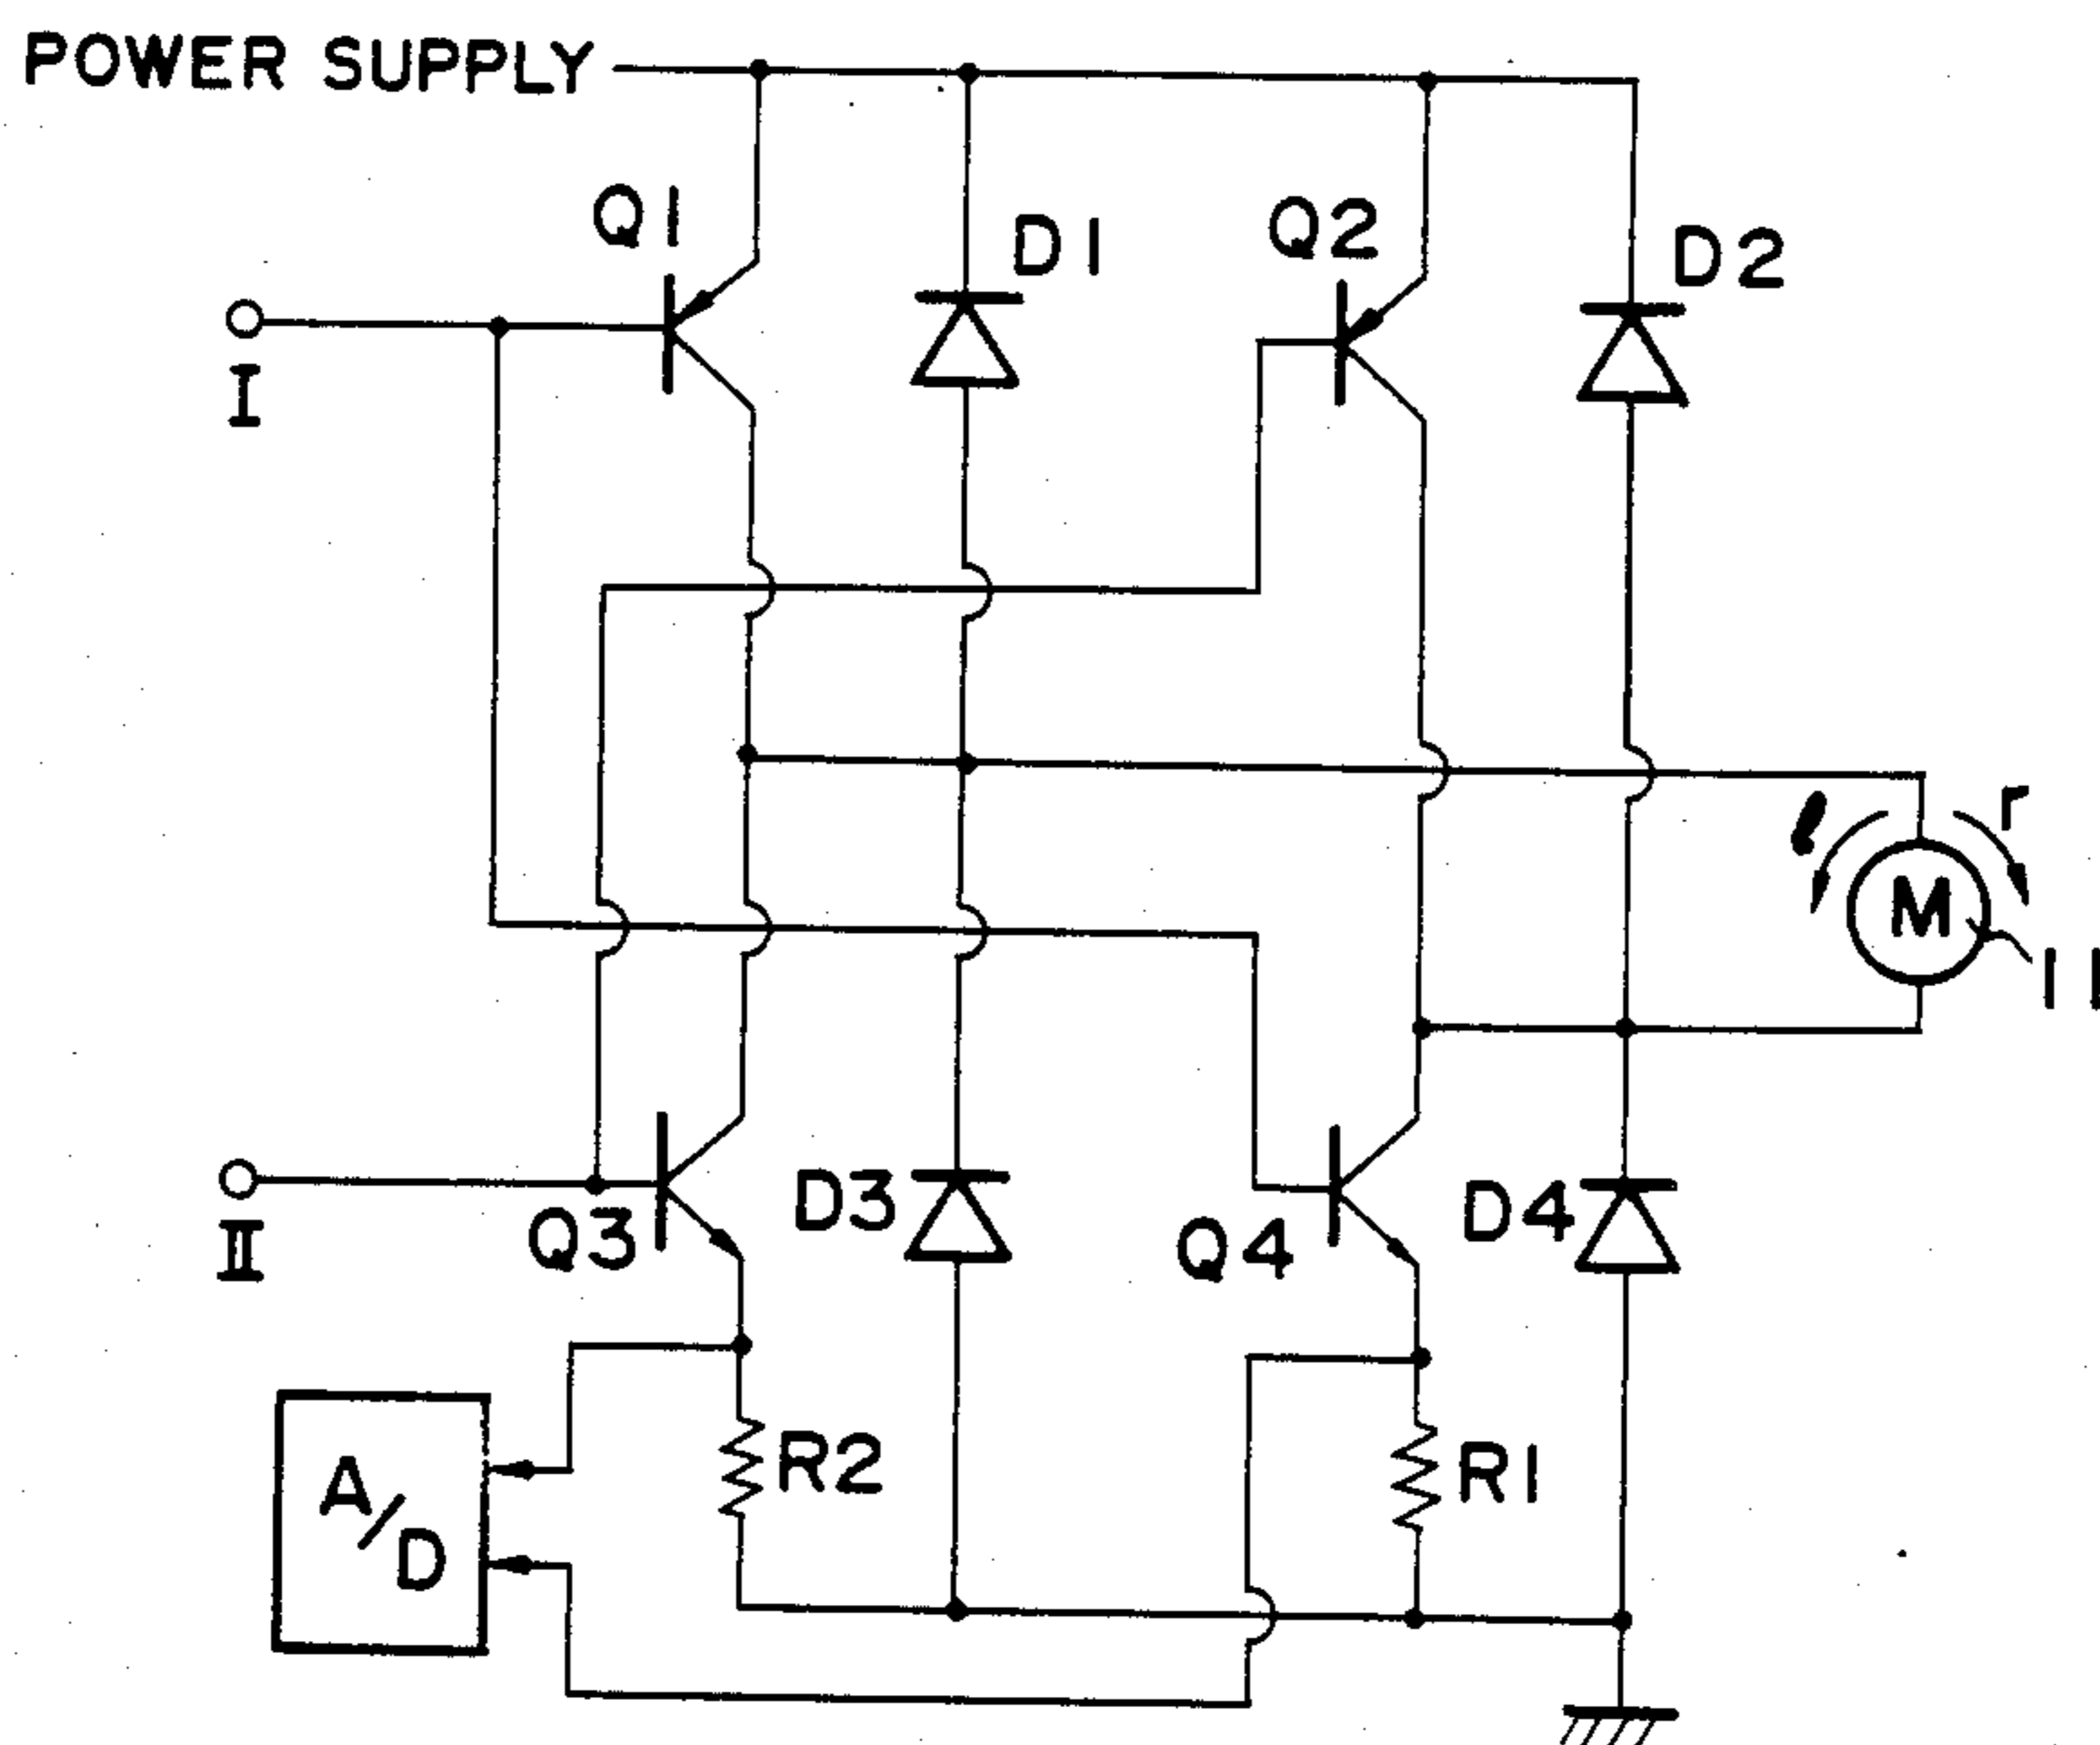 POWER SUPPLY
Q1
D1
Q2
D2
I
ℓ
r
M
11
II
Q3
D3
Q4
D4
A/D
R2
R1